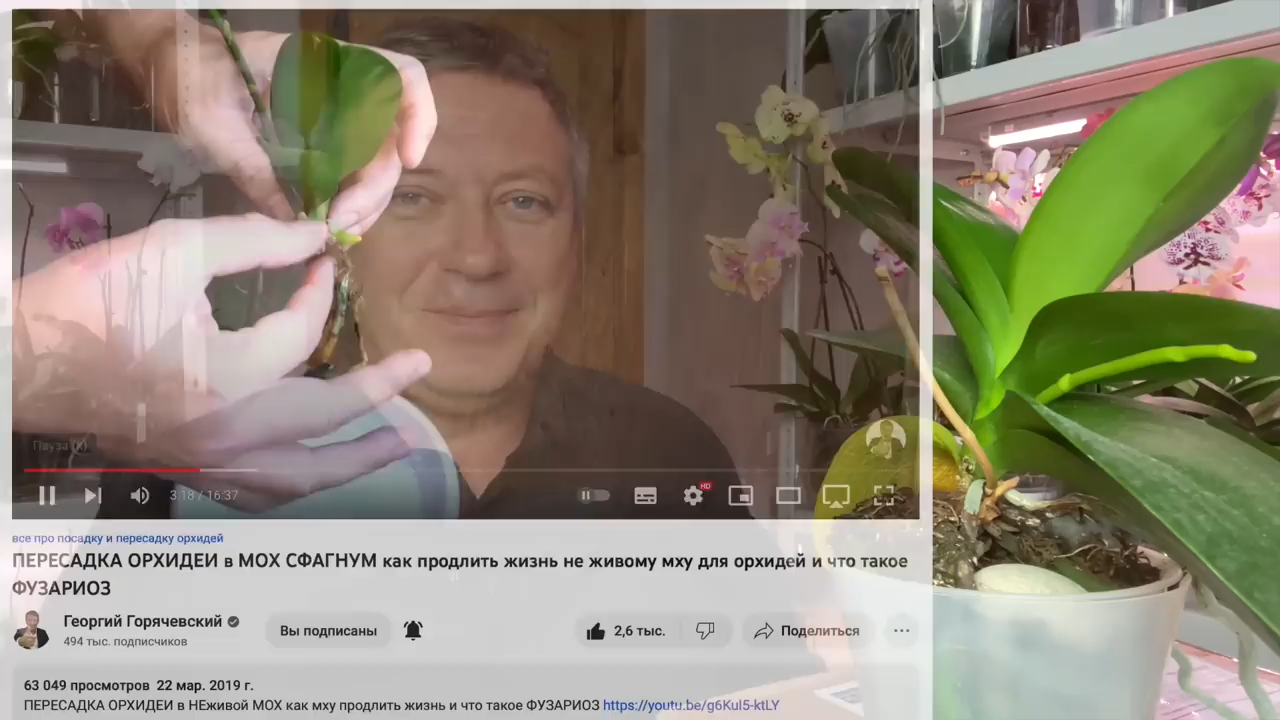 Пауза (k)
3:18 / 16:37
HD
все про посадку и пересадку орхидей
ПЕРЕСАДКА ОРХИДЕИ в МОХ СФАГНУМ как продлить жизнь не живому мху для орхидей и что такое
ФУЗАРИОЗ
Георгий Горячевский
494 тыс. подписчиков
Вы подписаны
2,6 тыс.
Поделиться
63 049 просмотров 22 мар. 2019 г.
ПЕРЕСАДКА ОРХИДЕИ в НЕживой МОХ как мху продлить жизнь и что такое ФУЗАРИОЗ https://youtu.be/g6Kul5-ktLY